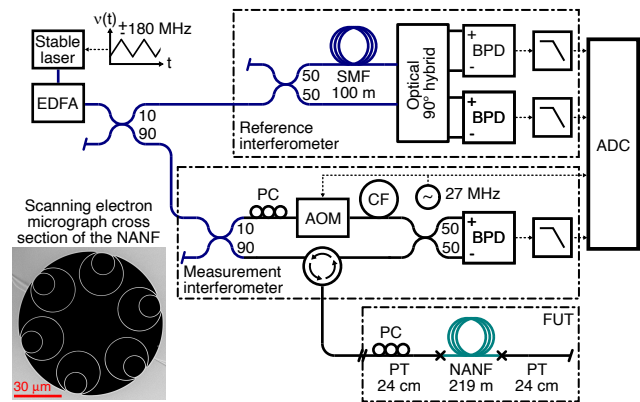 Stable
laser
ν(t)
±180 MHz
t
EDFA
10
90
50
50
SMF
100 m
Optical
90° hybrid
+
BPD
-
+
BPD
-
Reference
interferometer
ADC
PC
AOM
CF
~
27 MHz
10
90
50
50
+
BPD
-
Measurement
interferometer
Scanning electron
micrograph cross
section of the NANF
30 μm
FUT
PC
PT
24 cm
NANF
219 m
PT
24 cm